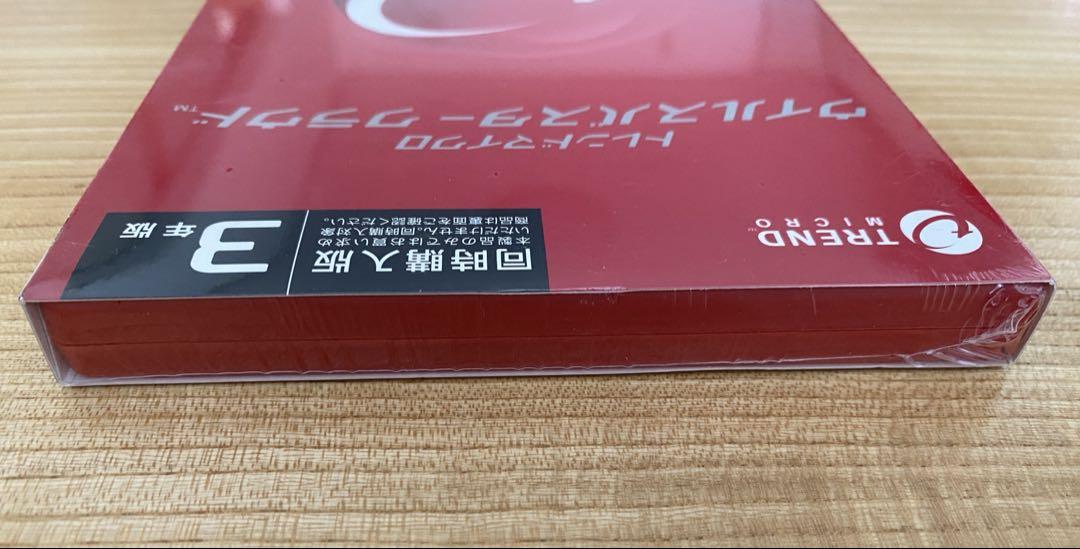 TREND
MICRO™
同時購入版
本製品のみではお買い求め
いただけません。同時購入対象
商品は裏面をご確認ください。
3年版
トレンドマイクロ
ウイルスバスター クラウド™